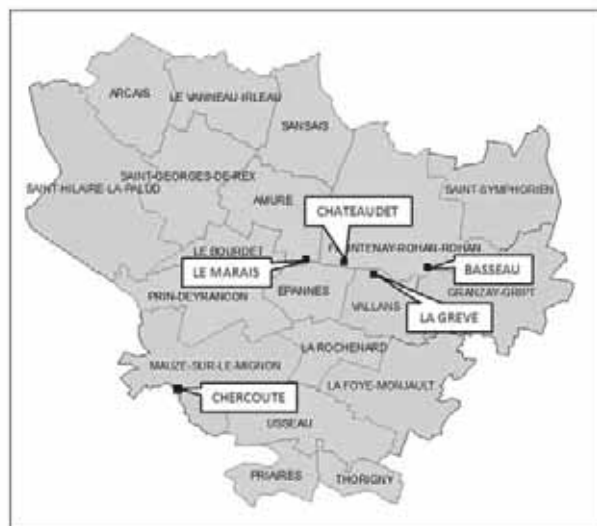 ARCAIS
LE VANNEAU-IRLEAU
SANSAIS
SAINT-GEORGES-DE-REX
SAINT-HILAIRE-LA-PALUD
AMURE
SAINT-SYMPHORIEN
CHATEAUDET
FRONTENAY-ROHAN-ROHAN
LE BOURDET
LE MARAIS
BASSEAU
PRIN-DEYRANCON
EPANNES
VALLANS
GRANZAY-GRIPT
LA GREVE
LA ROCHENARD
MAUZE-SUR-LE-MIGNON
LA FOYE-MONJAULT
CHERCOUTE
USSEAU
PRIAIRES
THORIGNY